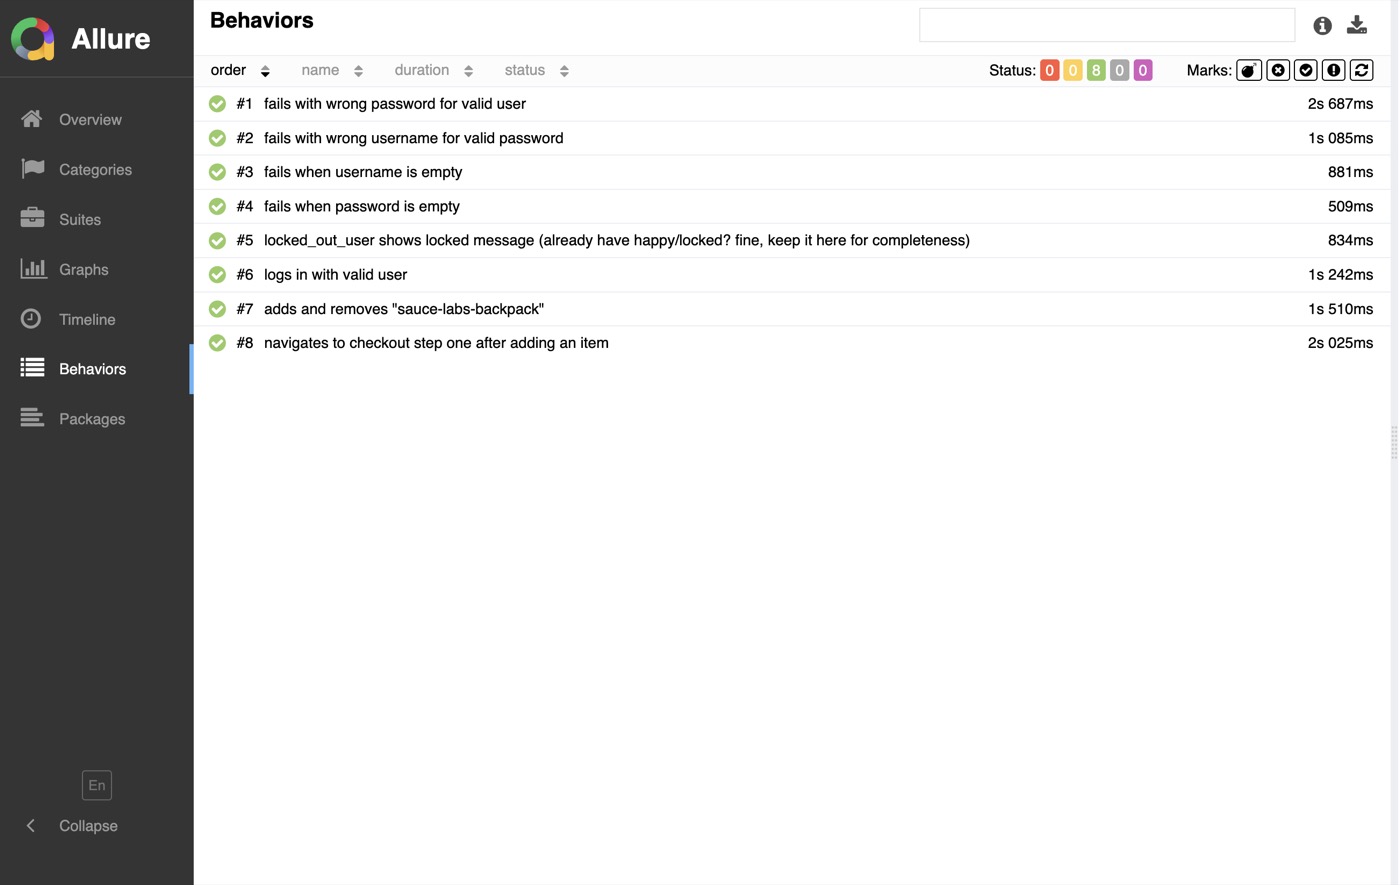 Allure
Overview
Categories
Suites
Graphs
Timeline
Behaviors
Packages
En
Collapse
Behaviors
order name duration status Status: 0 0 8 0 0 Marks:
#1 fails with wrong password for valid user 2s 687ms
#2 fails with wrong username for valid password 1s 085ms
#3 fails when username is empty 881ms
#4 fails when password is empty 509ms
#5 locked_out_user shows locked message (already have happy/locked? fine, keep it here for completeness) 834ms
#6 logs in with valid user 1s 242ms
#7 adds and removes "sauce-labs-backpack" 1s 510ms
#8 navigates to checkout step one after adding an item 2s 025ms